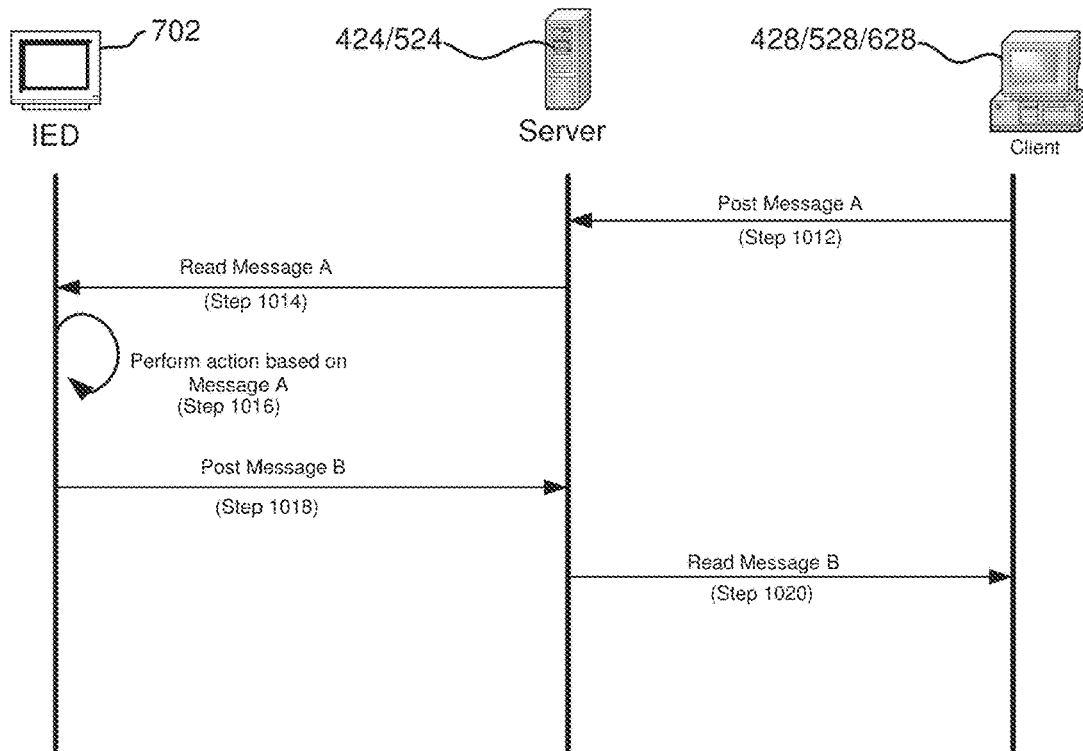 702
424/524
428/528/628
IED
Server
Client
Post Message A
(Step 1012)
Read Message A
(Step 1014)
Perform action based on
Message A
(Step 1016)
Post Message B
(Step 1018)
Read Message B
(Step 1020)